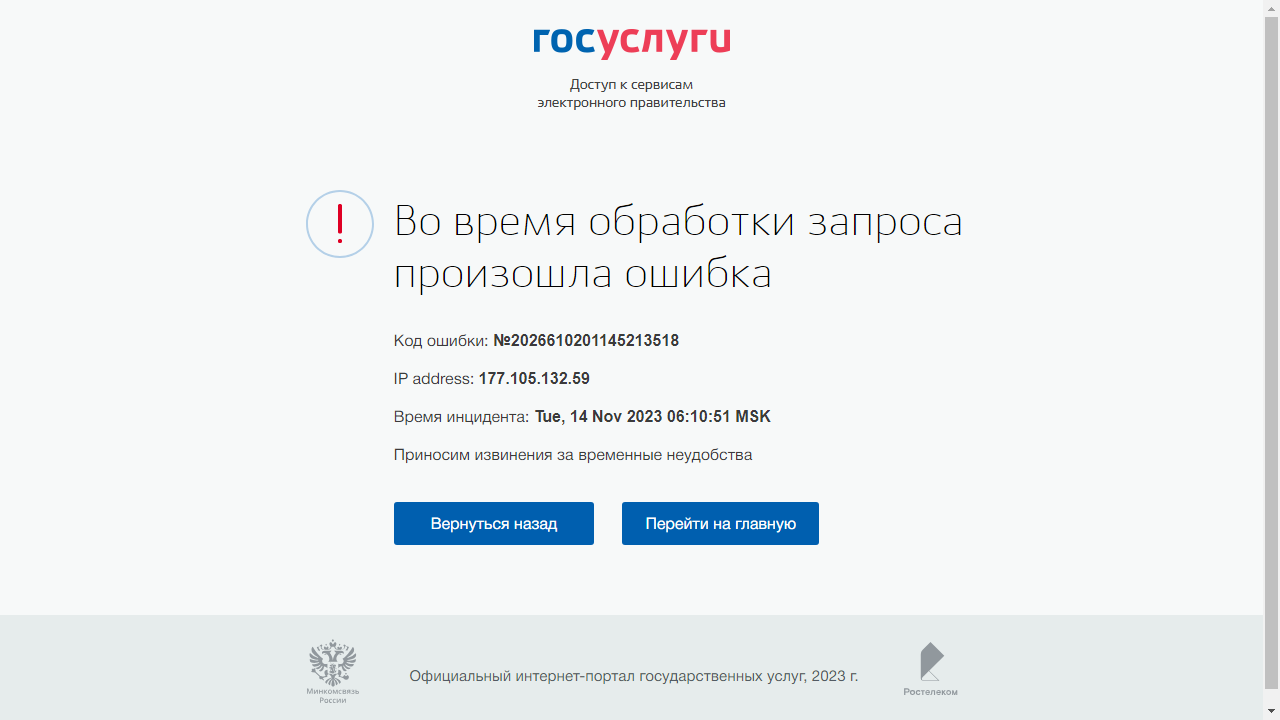 госуслуги
Доступ к сервисам
электронного правительства
Во время обработки запроса
произошла ошибка
Код ошибки: №2026610201145213518
IP address: 177.105.132.59
Время инцидента: Tue, 14 Nov 2023 06:10:51 MSK
Приносим извинения за временные неудобства
Вернуться назад
Перейти на главную
Минкомсвязь
России
Официальный интернет-портал государственных услуг, 2023 г.
Ростелеком